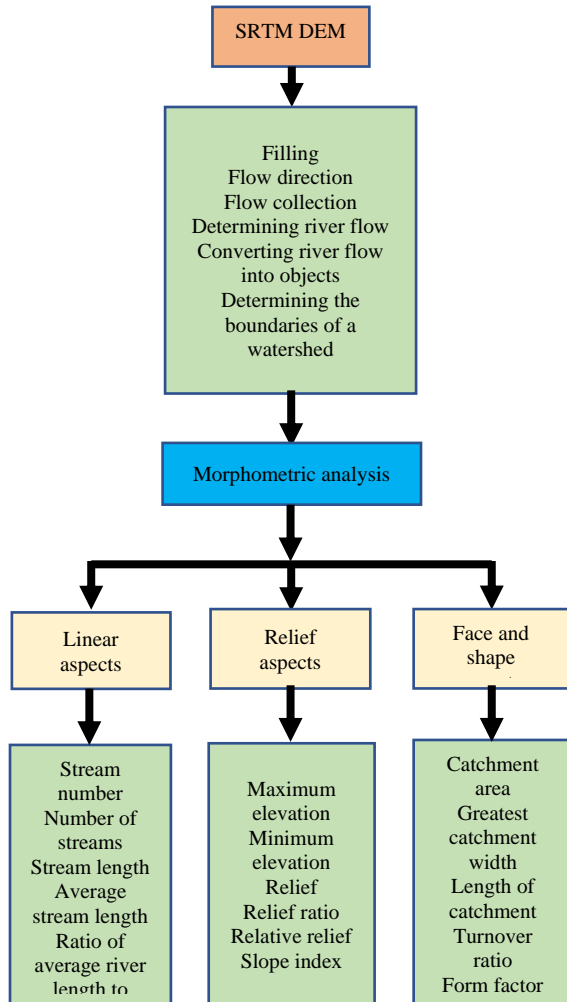 SRTM DEM
Filling
Flow direction
Flow collection
Determining river flow
Converting river flow
into objects
Determining the
boundaries of a
watershed
Morphometric analysis
Linear
aspects
Relief
aspects
Face and
shape
Stream
number
Number of
streams
Stream length
Average
stream length
Ratio of
average river
length to
Maximum
elevation
Minimum
elevation
Relief
Relief ratio
Relative relief
Slope index
Catchment
area
Greatest
catchment
width
Length of
catchment
Turnover
ratio
Form factor